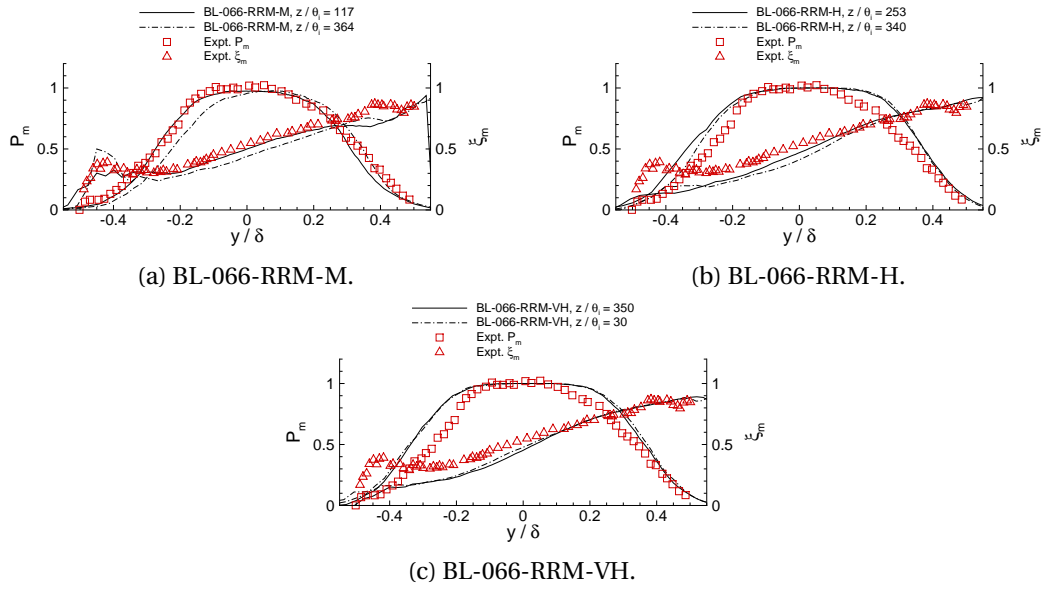 BL-066-RRM-M, z / θi = 117
BL-066-RRM-M, z / θi = 364
Expt. Pm
Expt. ξm
Pm
ξm
0 0.5 1
0 0.5 1
-0.4 -0.2 0 0.2 0.4
y / δ
(a) BL-066-RRM-M.
BL-066-RRM-H, z / θi = 253
BL-066-RRM-H, z / θi = 340
Expt. Pm
Expt. ξm
Pm
ξm
0 0.5 1
0 0.5 1
-0.4 -0.2 0 0.2 0.4
y / δ
(b) BL-066-RRM-H.
BL-066-RRM-VH, z / θi = 350
BL-066-RRM-VH, z / θi = 30
Expt. Pm
Expt. ξm
Pm
ξm
0 0.5 1
0 0.5 1
-0.4 -0.2 0 0.2 0.4
y / δ
(c) BL-066-RRM-VH.